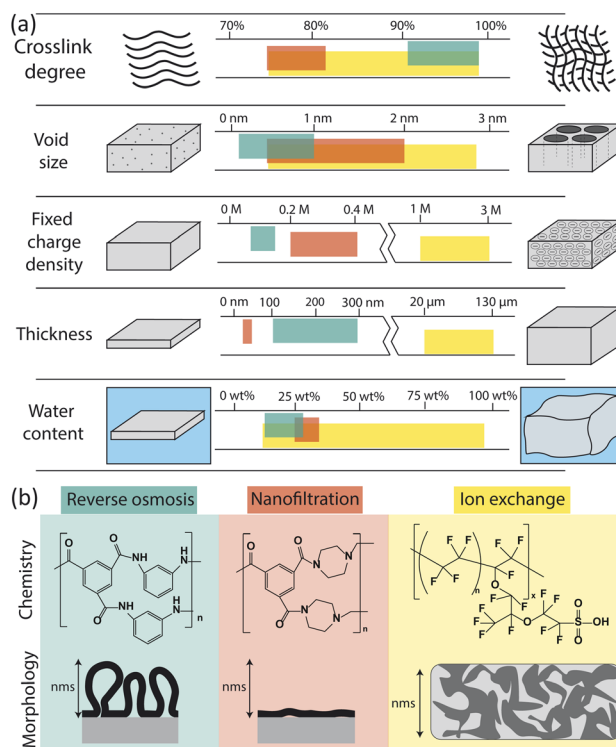 (a)
70% 80% 90% 100%
Crosslink
degree
0 nm 1 nm 2 nm 3 nm
Void
size
0 M 0.2 M 0.4 M 1 M 3 M
Fixed
charge
density
0 nm 100 200 300 nm 20 μm 130 μm
Thickness
0 wt% 25 wt% 50 wt% 75 wt% 100 wt%
Water
content
(b)
Reverse osmosis Nanofiltration Ion exchange
Chemistry
O O NH N H O NH N H n
O O N N O N N n
F F F F n F F F O x F F F F F F F O F F F F S O O OH
Morphology
nms nms nms